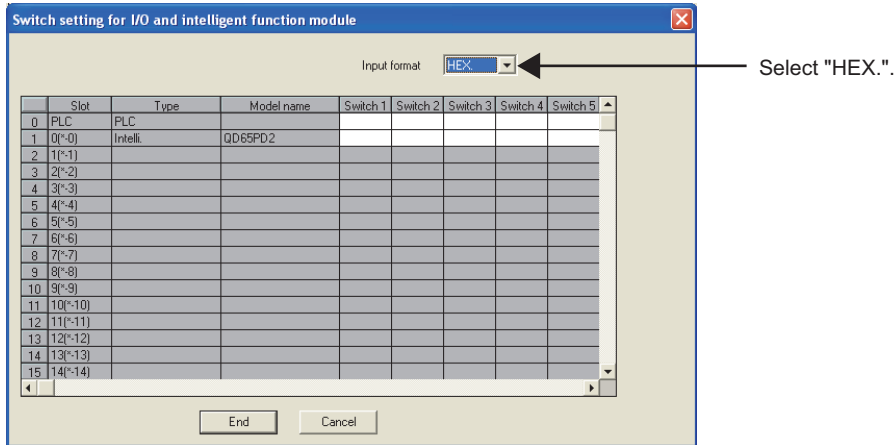 Switch setting for I/O and intelligent function module
Input format HEX.
Select "HEX.".
Slot Type Model name Switch 1 Switch 2 Switch 3 Switch 4 Switch 5
0 PLC PLC
1 0(*-0) Intelli. QD65PD2
2 1(*-1)
3 2(*-2)
4 3(*-3)
5 4(*-4)
6 5(*-5)
7 6(*-6)
8 7(*-7)
9 8(*-8)
10 9(*-9)
11 10(*-10)
12 11(*-11)
13 12(*-12)
14 13(*-13)
15 14(*-14)
End Cancel